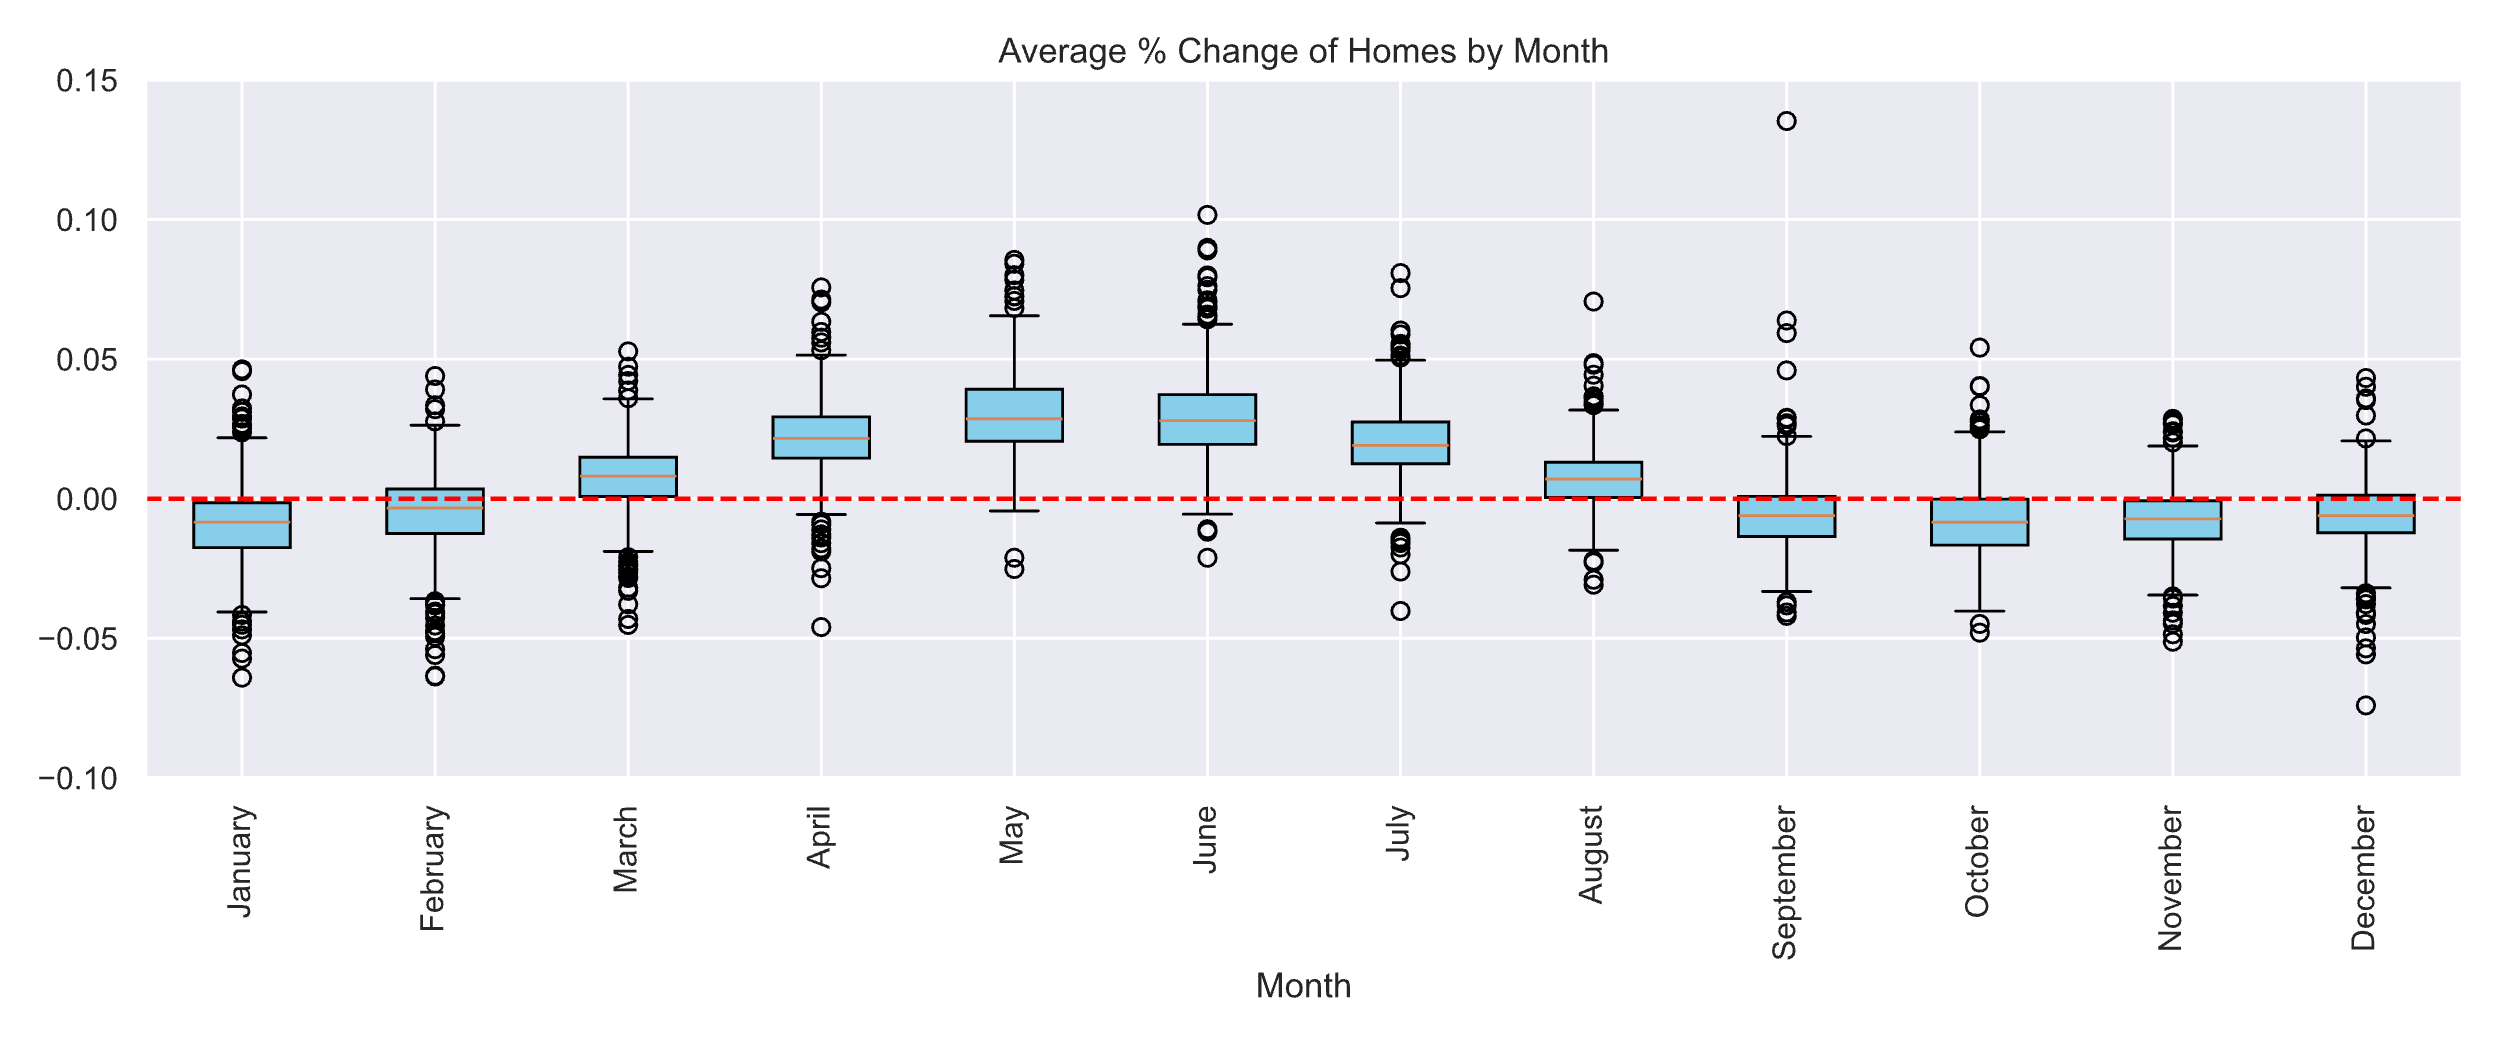 Average % Change of Homes by Month
0.15
0.10
0.05
0.00
−0.05
−0.10
January
February
March
April
May
June
July
August
September
October
November
December
Month